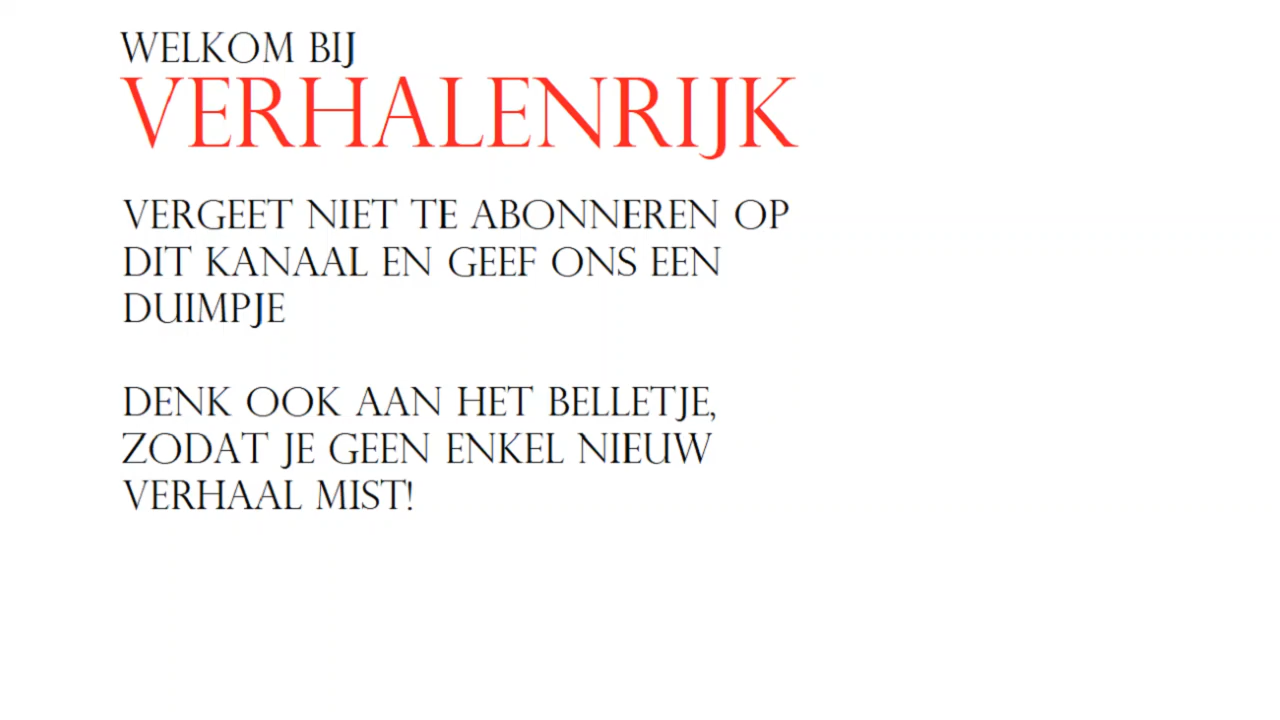 WELKOM BIJ
VERHALENRIJK
VERGEET NIET TE ABONNEREN OP
DIT KANAAL EN GEEF ONS EEN
DUIMPJE
DENK OOK AAN HET BELLETJE,
ZODAT JE GEEN ENKEL NIEUW
VERHAAL MIST!